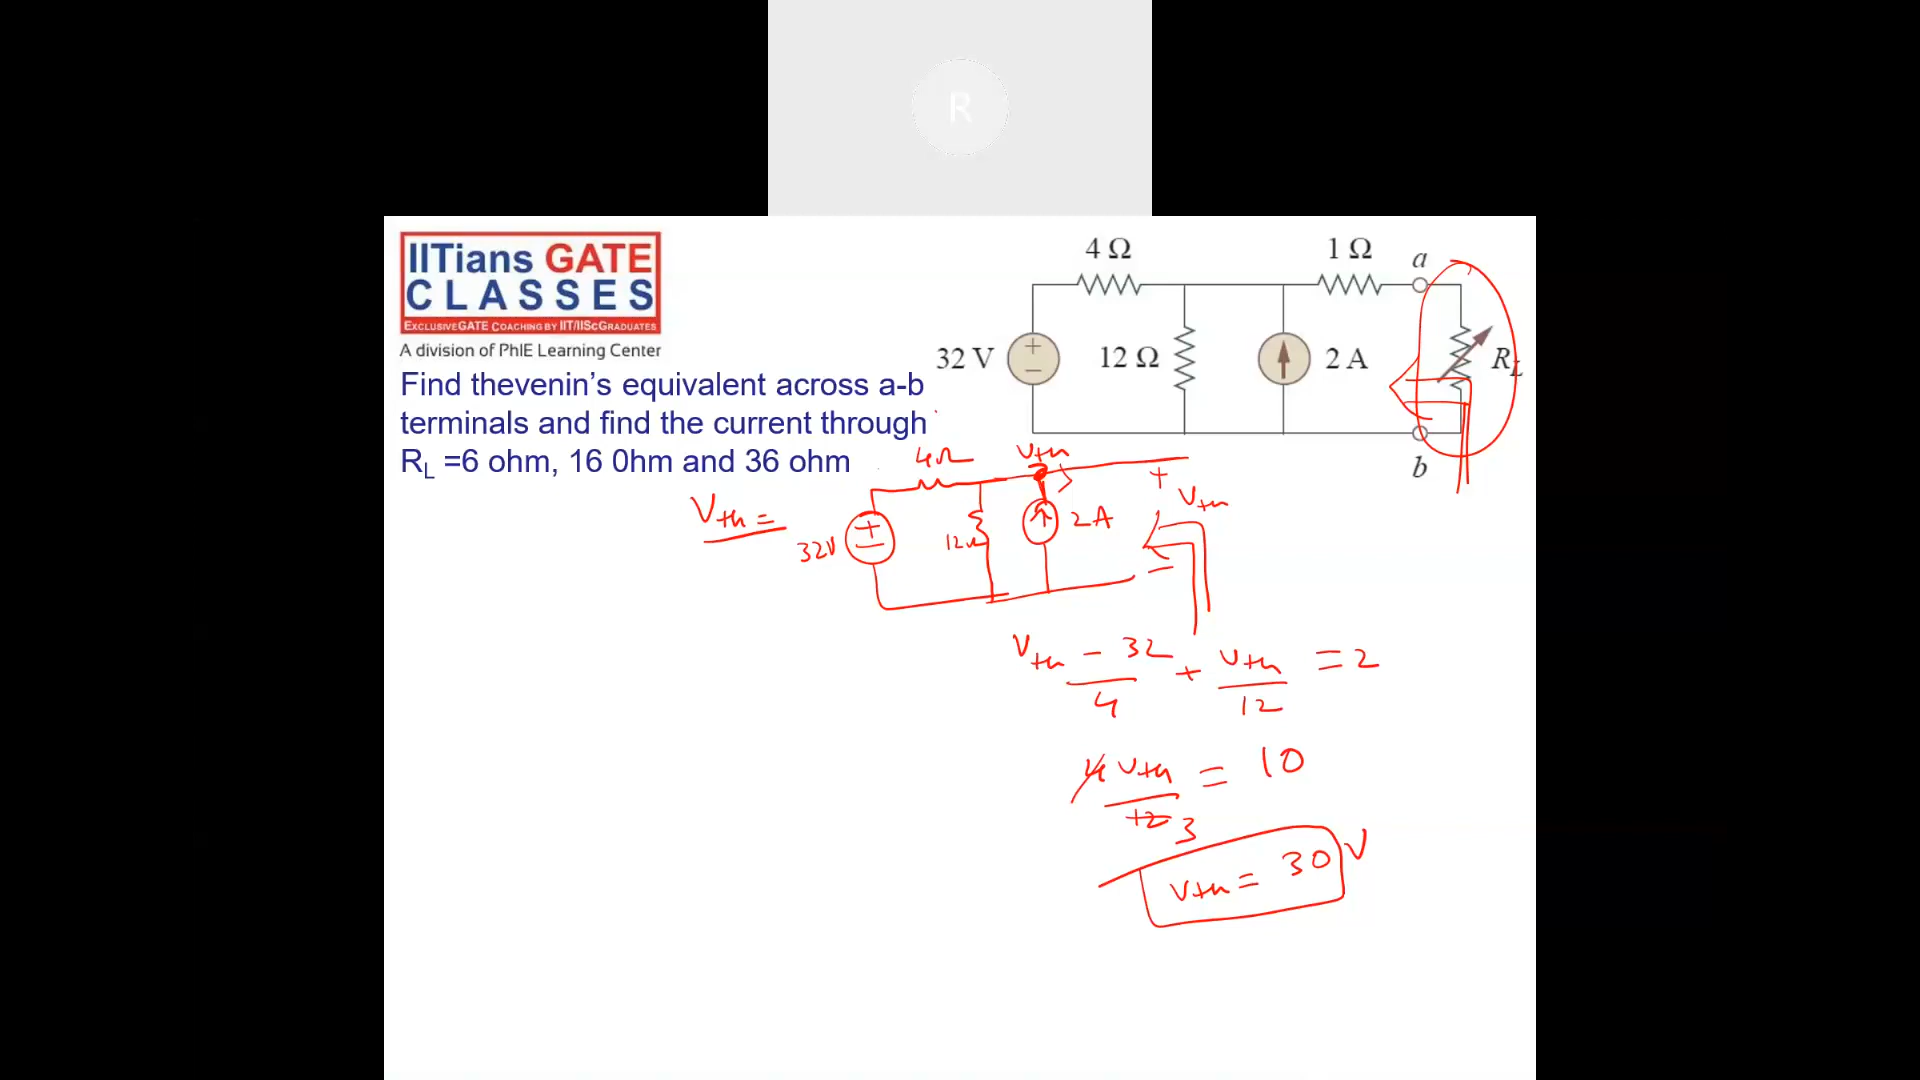 R
IITians GATE
CLASSES
EXCLUSIVE GATE COACHING BY IIT/IISc GRADUATES
A division of PhIE Learning Center
Find thevenin's equivalent across a-b
terminals and find the current through
RL =6 ohm, 16 0hm and 36 ohm
4 Ω
1 Ω
a
32 V
+
−
12 Ω
2 A
RL
b
4Ω
Vth
+
Vth
Vth =
32V
+
−
12Ω
2A
−
Vth − 32 / 4 + Vth / 12 = 2
4 Vth / 12 3 = 10
Vth = 30 V